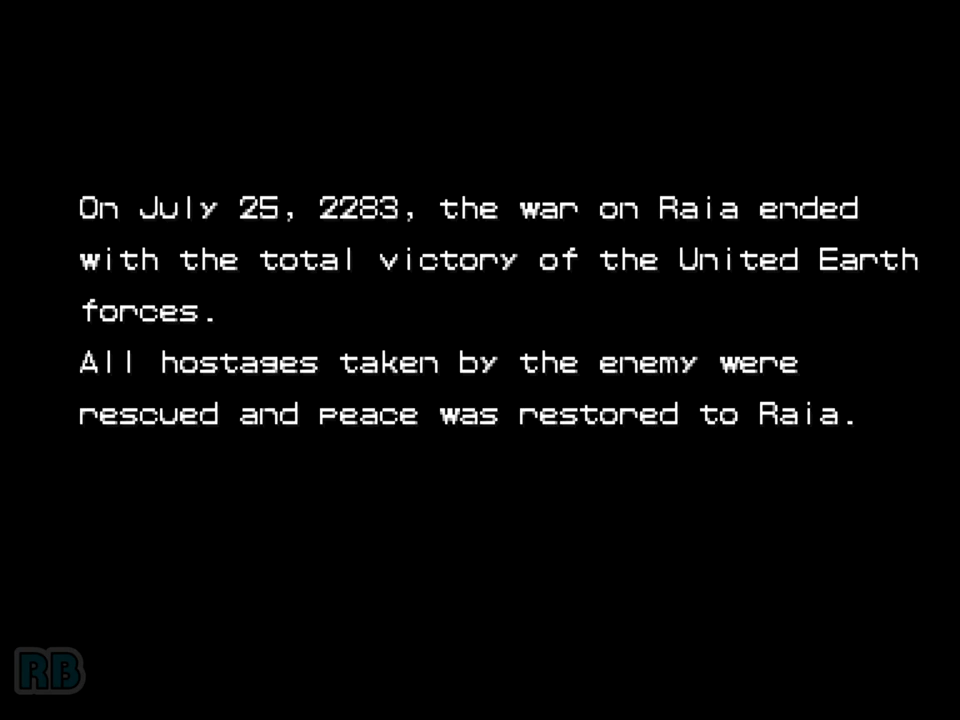 On July 25, 2283, the war on Raia ended
with the total victory of the United Earth
forces.
All hostages taken by the enemy were
rescued and peace was restored to Raia.
RB